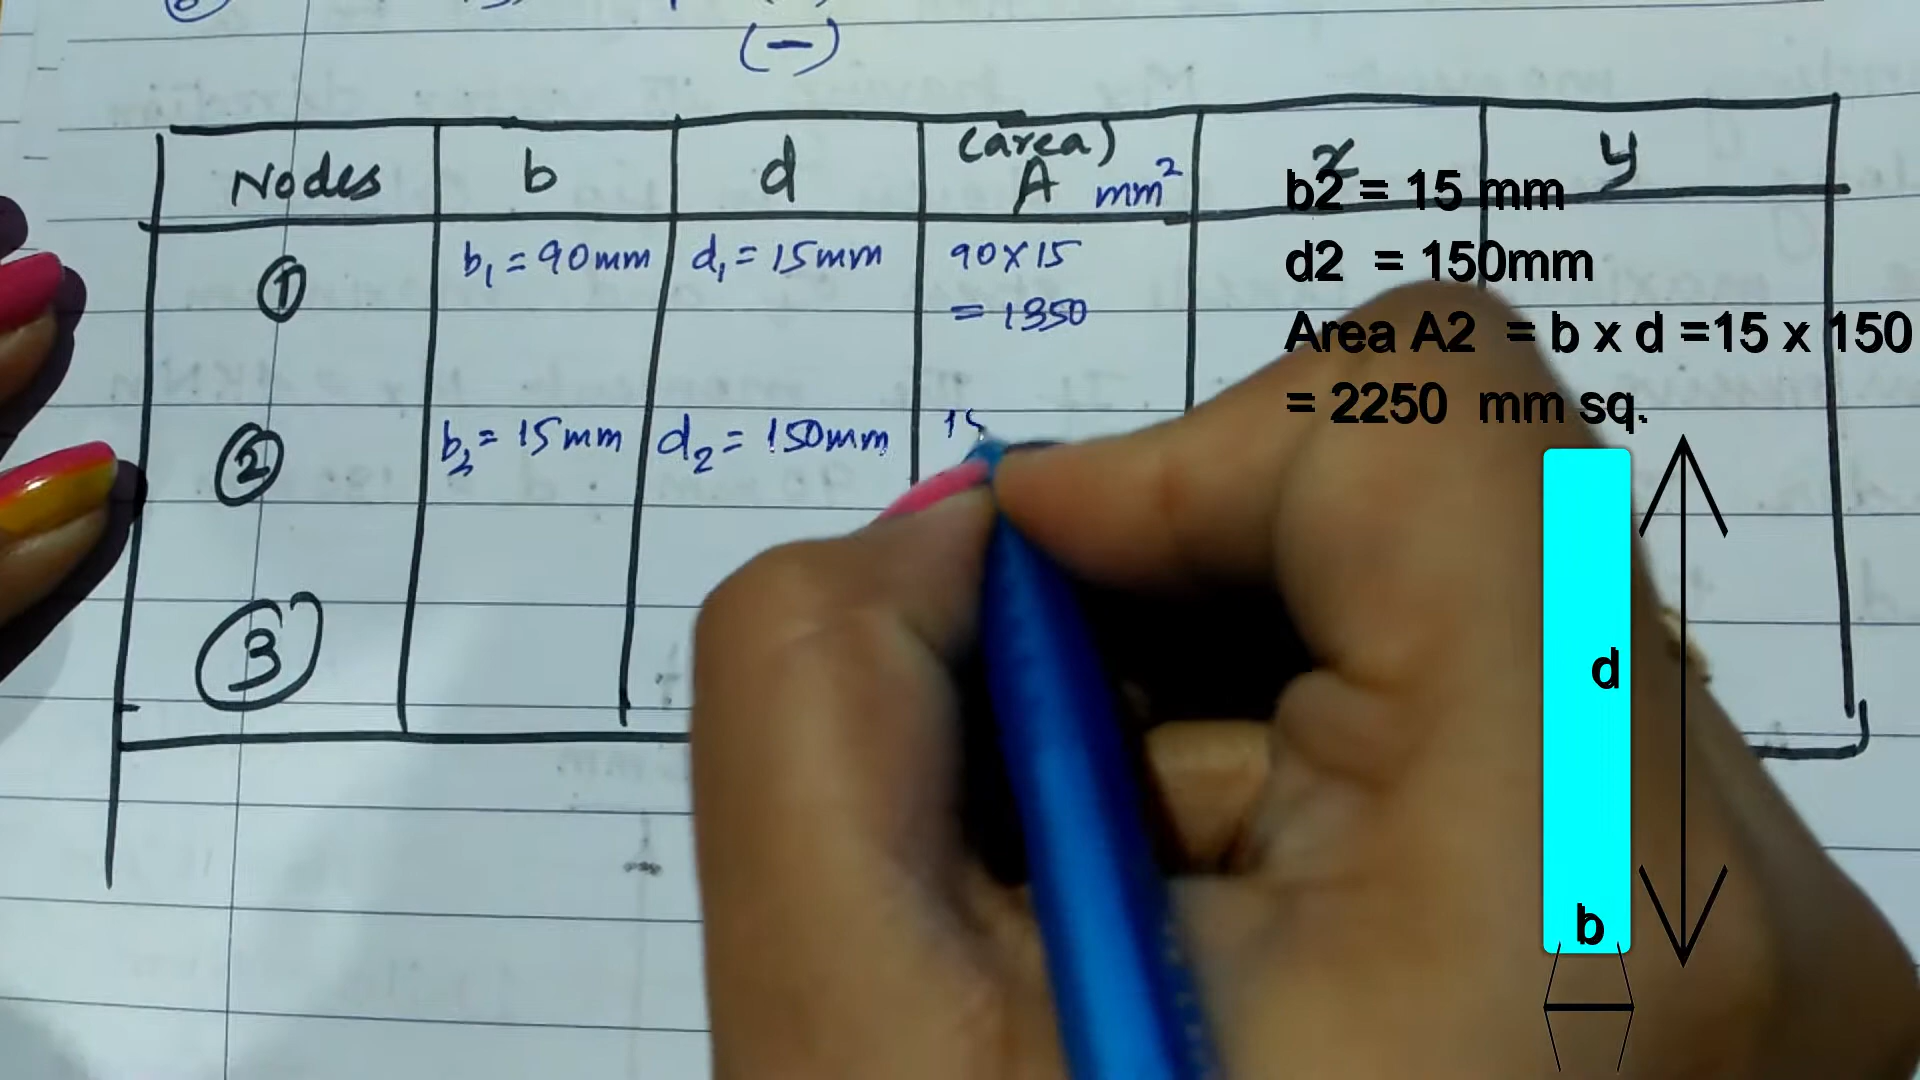 (-)
Nodes b d (area) A mm² x y
① b₁ = 90mm d₁ = 15mm 90×15
= 1350
② b₂ = 15mm d₂ = 150mm 15
③
b2 = 15 mm
d2 = 150mm
Area A2 = b x d =15 x 150
= 2250 mm sq.
d
b